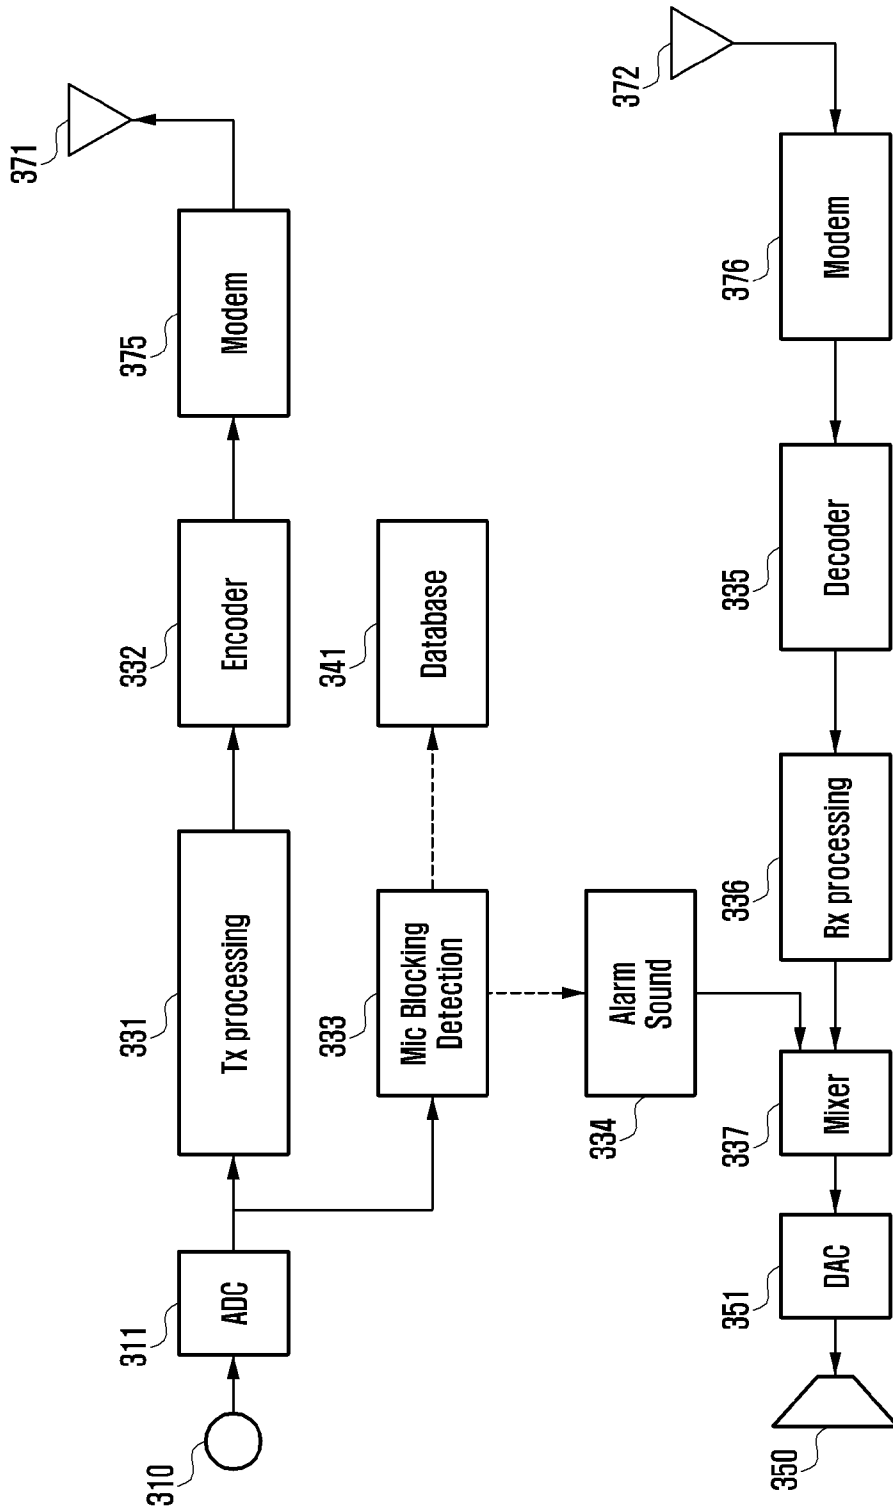 310
311
ADC
331
Tx processing
332
Encoder
375
Modem
371
333
Mic Blocking
Detection
341
Database
334
Alarm
Sound
350
351
DAC
337
Mixer
336
Rx processing
335
Decoder
376
Modem
372